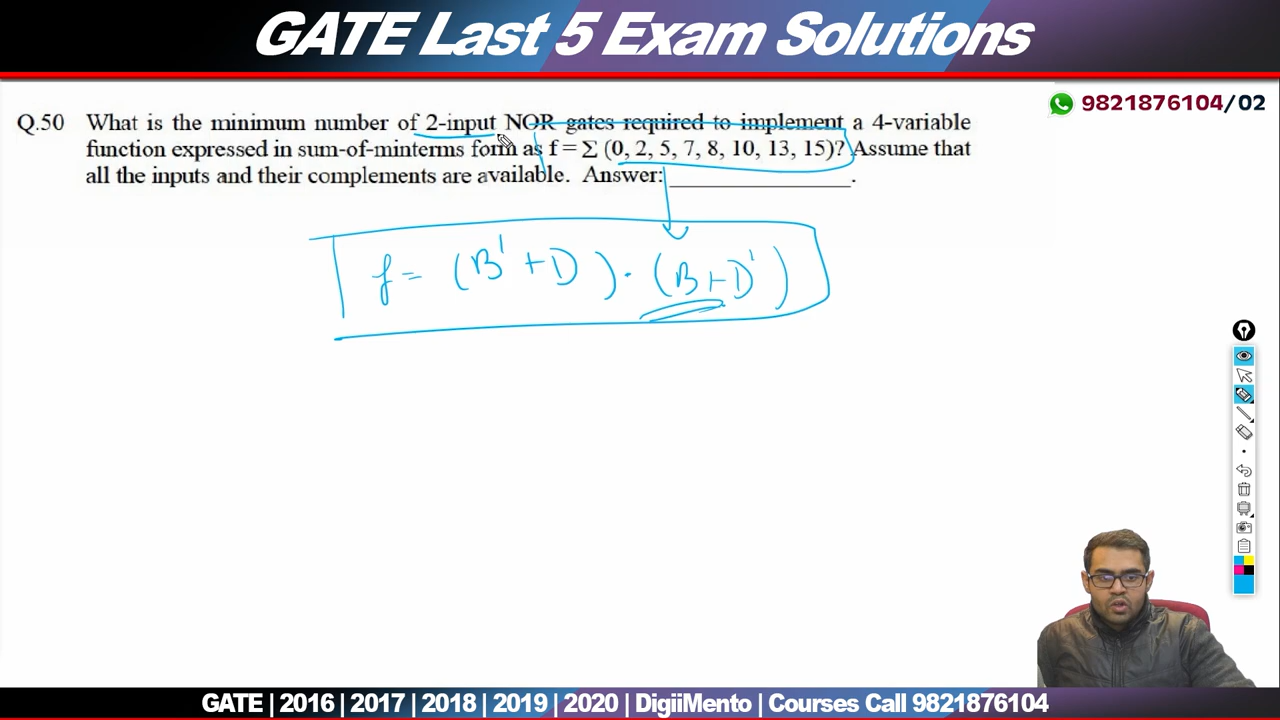 GATE Last 5 Exam Solutions
9821876104/02
Q.50 What is the minimum number of 2-input NOR gates required to implement a 4-variable
function expressed in sum-of-minterms form as f = Σ (0, 2, 5, 7, 8, 10, 13, 15)? Assume that
all the inputs and their complements are available. Answer: ____________________.
f = (B' + D) · (B + D')
GATE | 2016 | 2017 | 2018 | 2019 | 2020 | DigiiMento | Courses Call 9821876104